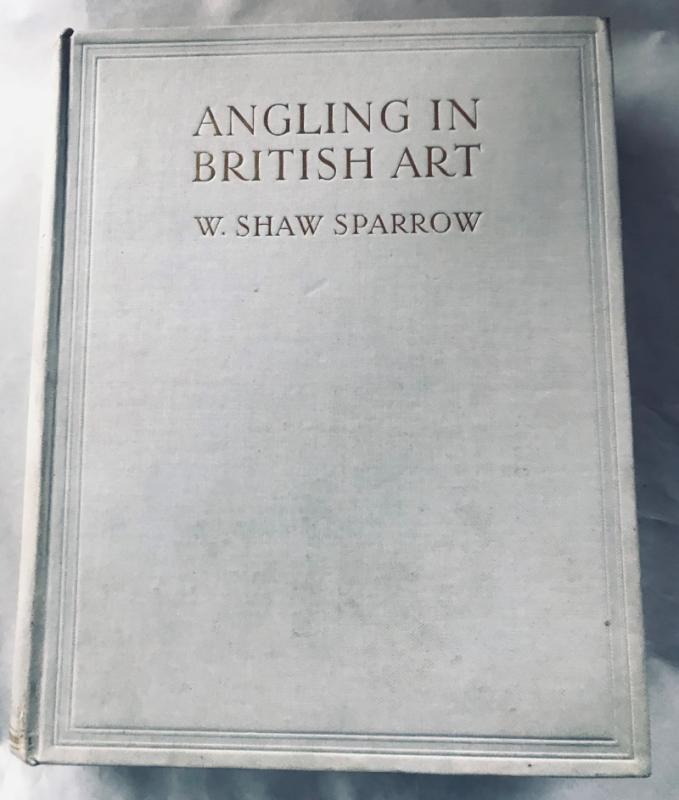 ANGLING IN
BRITISH ART
W. SHAW SPARROW